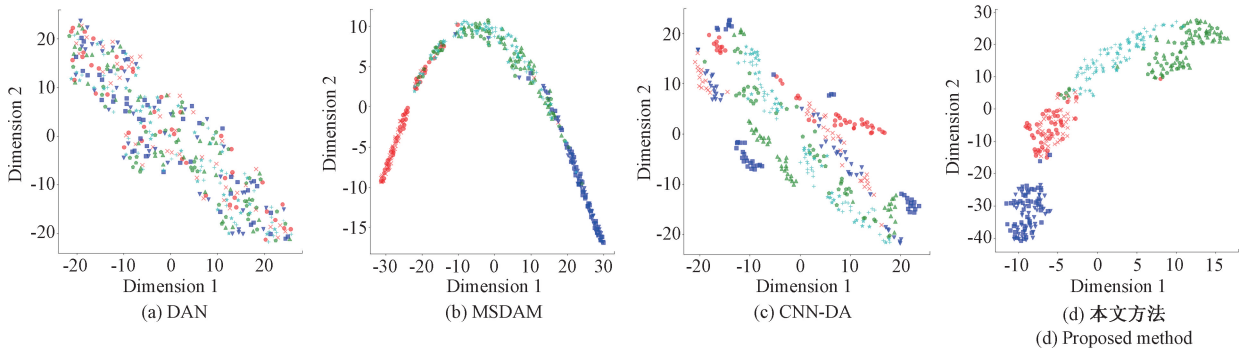 20
10
0
-10
-20
Dimension 2
-20 -10 0 10 20
Dimension 1
(a) DAN
10
5
0
-5
-10
-15
Dimension 2
-30 -20 -10 0 10 20 30
Dimension 1
(b) MSDAM
20
10
0
-10
-20
Dimension 2
-20 -10 0 10 20
Dimension 1
(c) CNN-DA
30
20
10
0
-10
-20
-30
-40
Dimension 2
-10 -5 0 5 10 15
Dimension 1
(d) 本文方法
(d) Proposed method